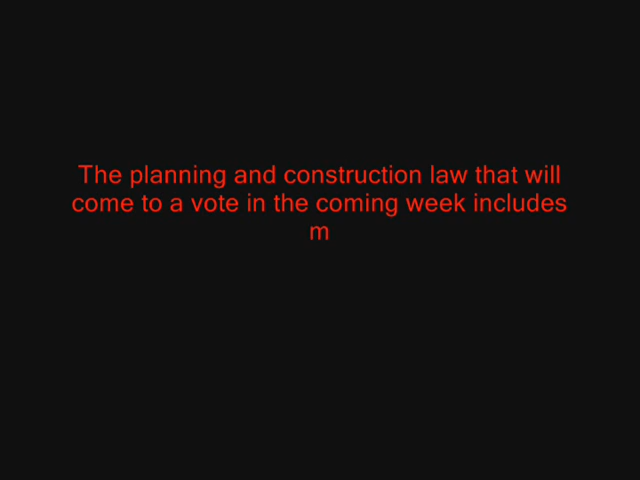 The planning and construction law that will
come to a vote in the coming week includes
m